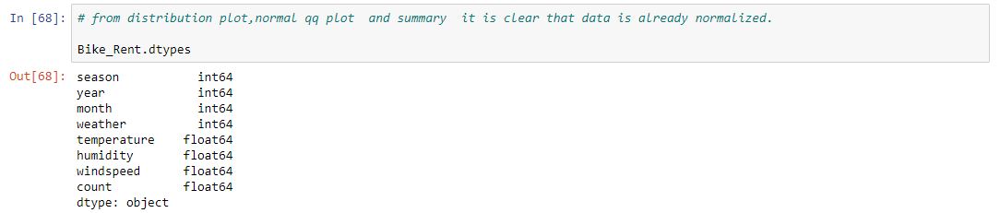 In [68]: # from distribution plot,normal qq plot  and summary  it is clear that data is already normalized.
Bike_Rent.dtypes
Out[68]: season           int64
year             int64
month            int64
weather          int64
temperature    float64
humidity       float64
windspeed      float64
count          float64
dtype: object